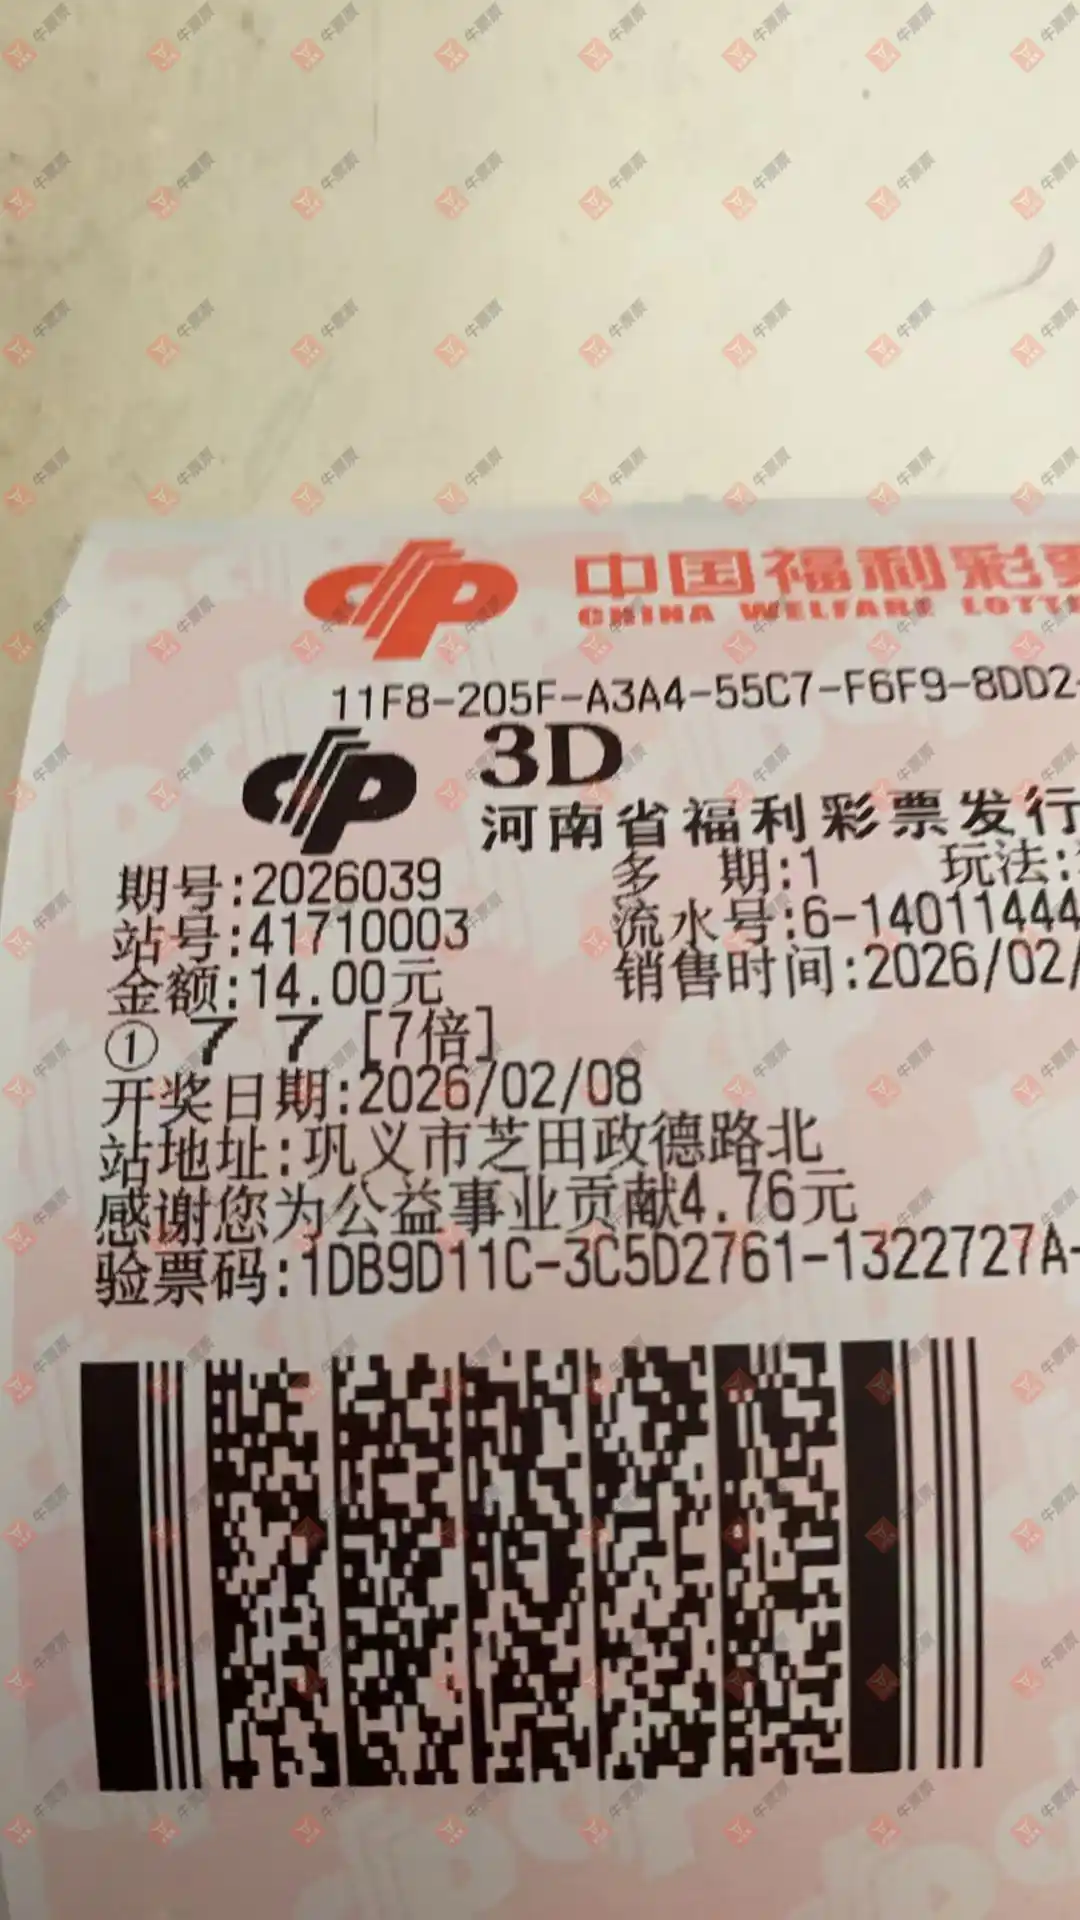 中国福利彩
CHINA WELFARE LOTTE
11F8-205F-A3A4-55C7-F6F9-8DD2-
3D
河南省福利彩票发行
期号:2026039 多 期:1 玩法:
站号:41710003 流水号:6-14011444
金额:14.00元 销售时间:2026/02/
① 7 7 [7倍]
开奖日期:2026/02/08
站地址:巩义市芝田政德路北
感谢您为公益事业贡献4.76元
验票码:1DB9D11C-3C5D2761-1322727A-
牛票票